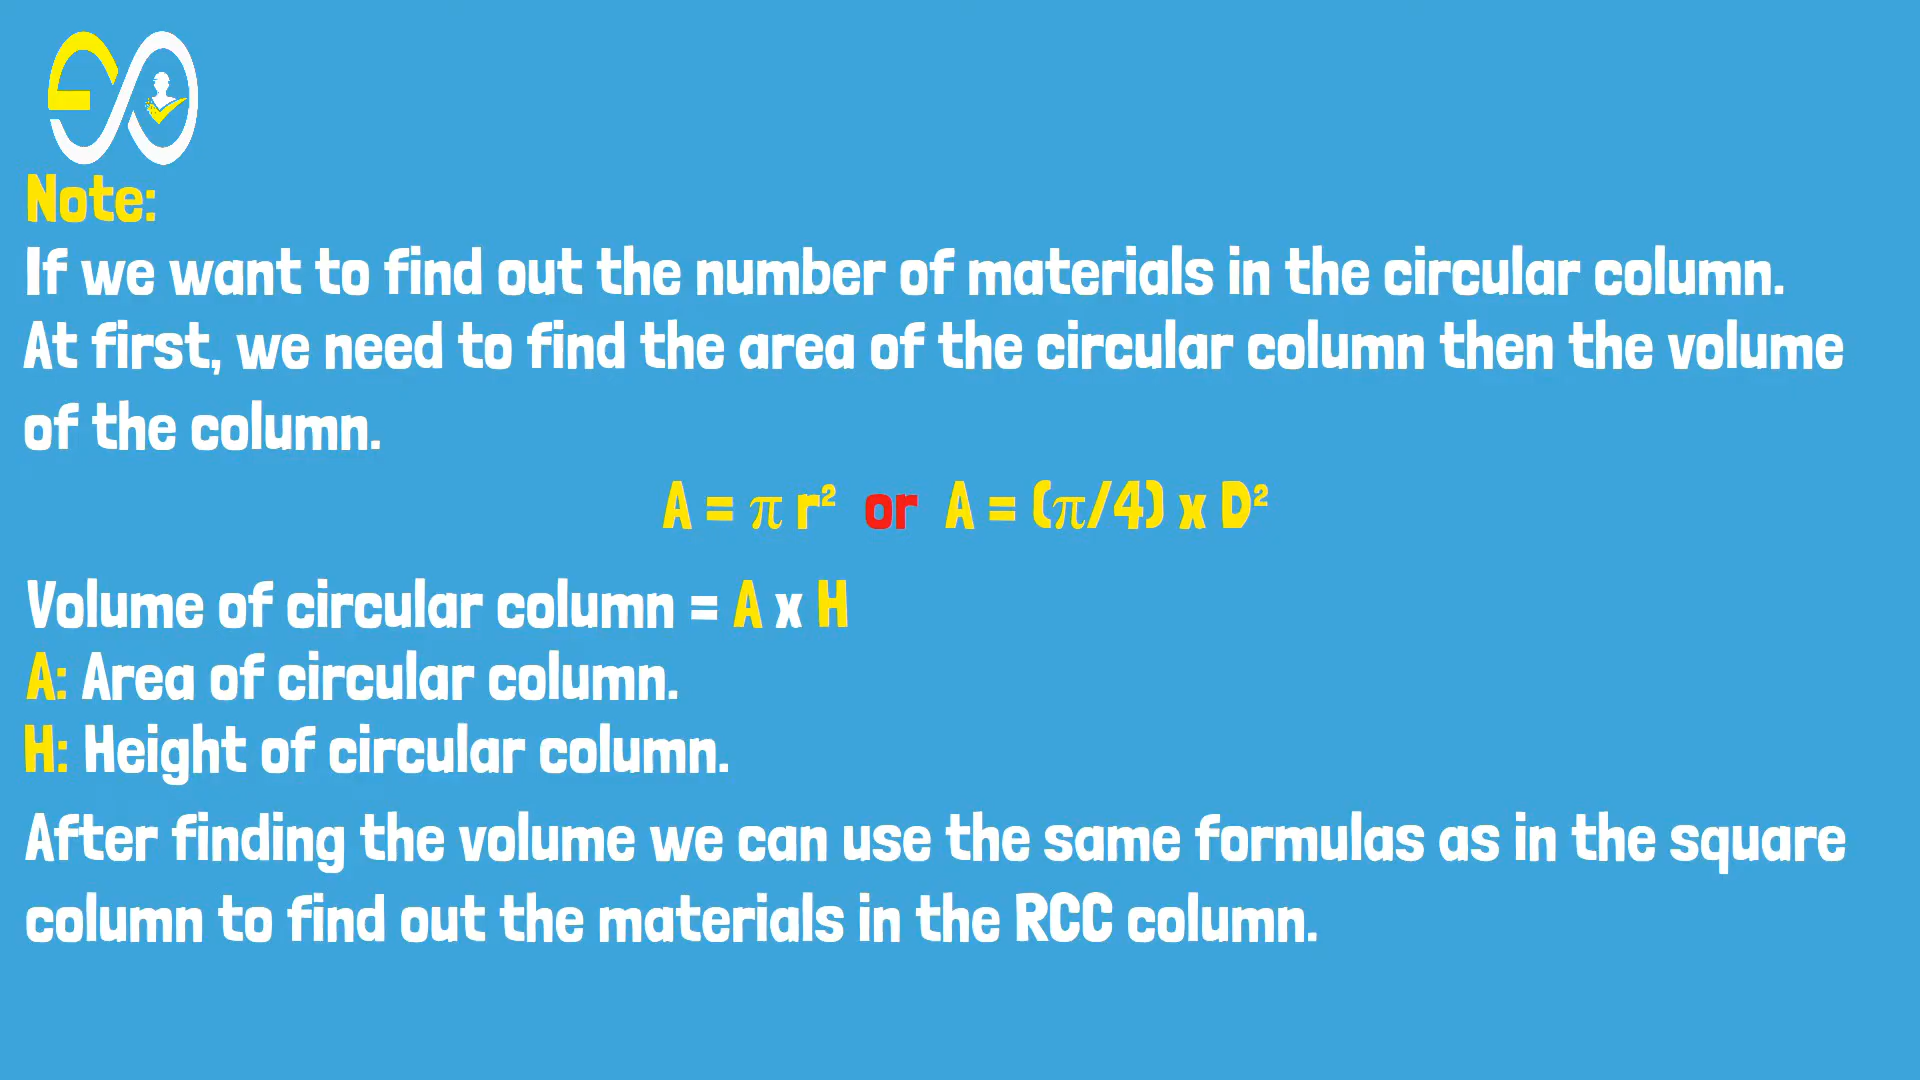 Note:
If we want to find out the number of materials in the circular column.
At first, we need to find the area of the circular column then the volume
of the column.
A = π r² or A = (π/4) x D²
Volume of circular column = A x H
A: Area of circular column.
H: Height of circular column.
After finding the volume we can use the same formulas as in the square
column to find out the materials in the RCC column.